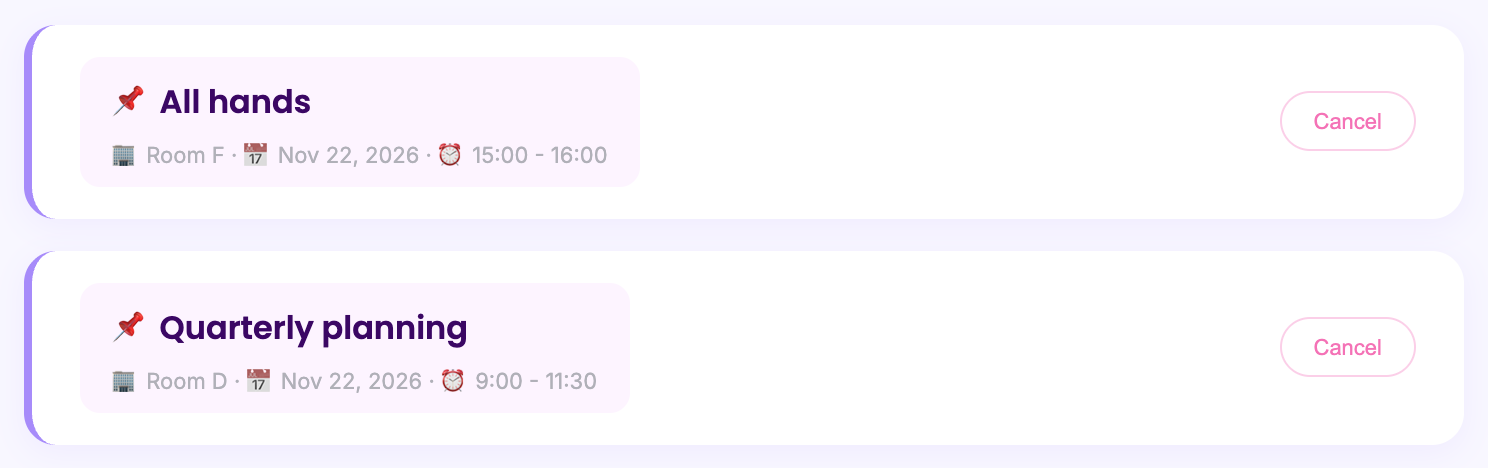 📌 All hands
🏢 Room F · 📅 Nov 22, 2026 · ⏰ 15:00 - 16:00
Cancel
📌 Quarterly planning
🏢 Room D · 📅 Nov 22, 2026 · ⏰ 9:00 - 11:30
Cancel